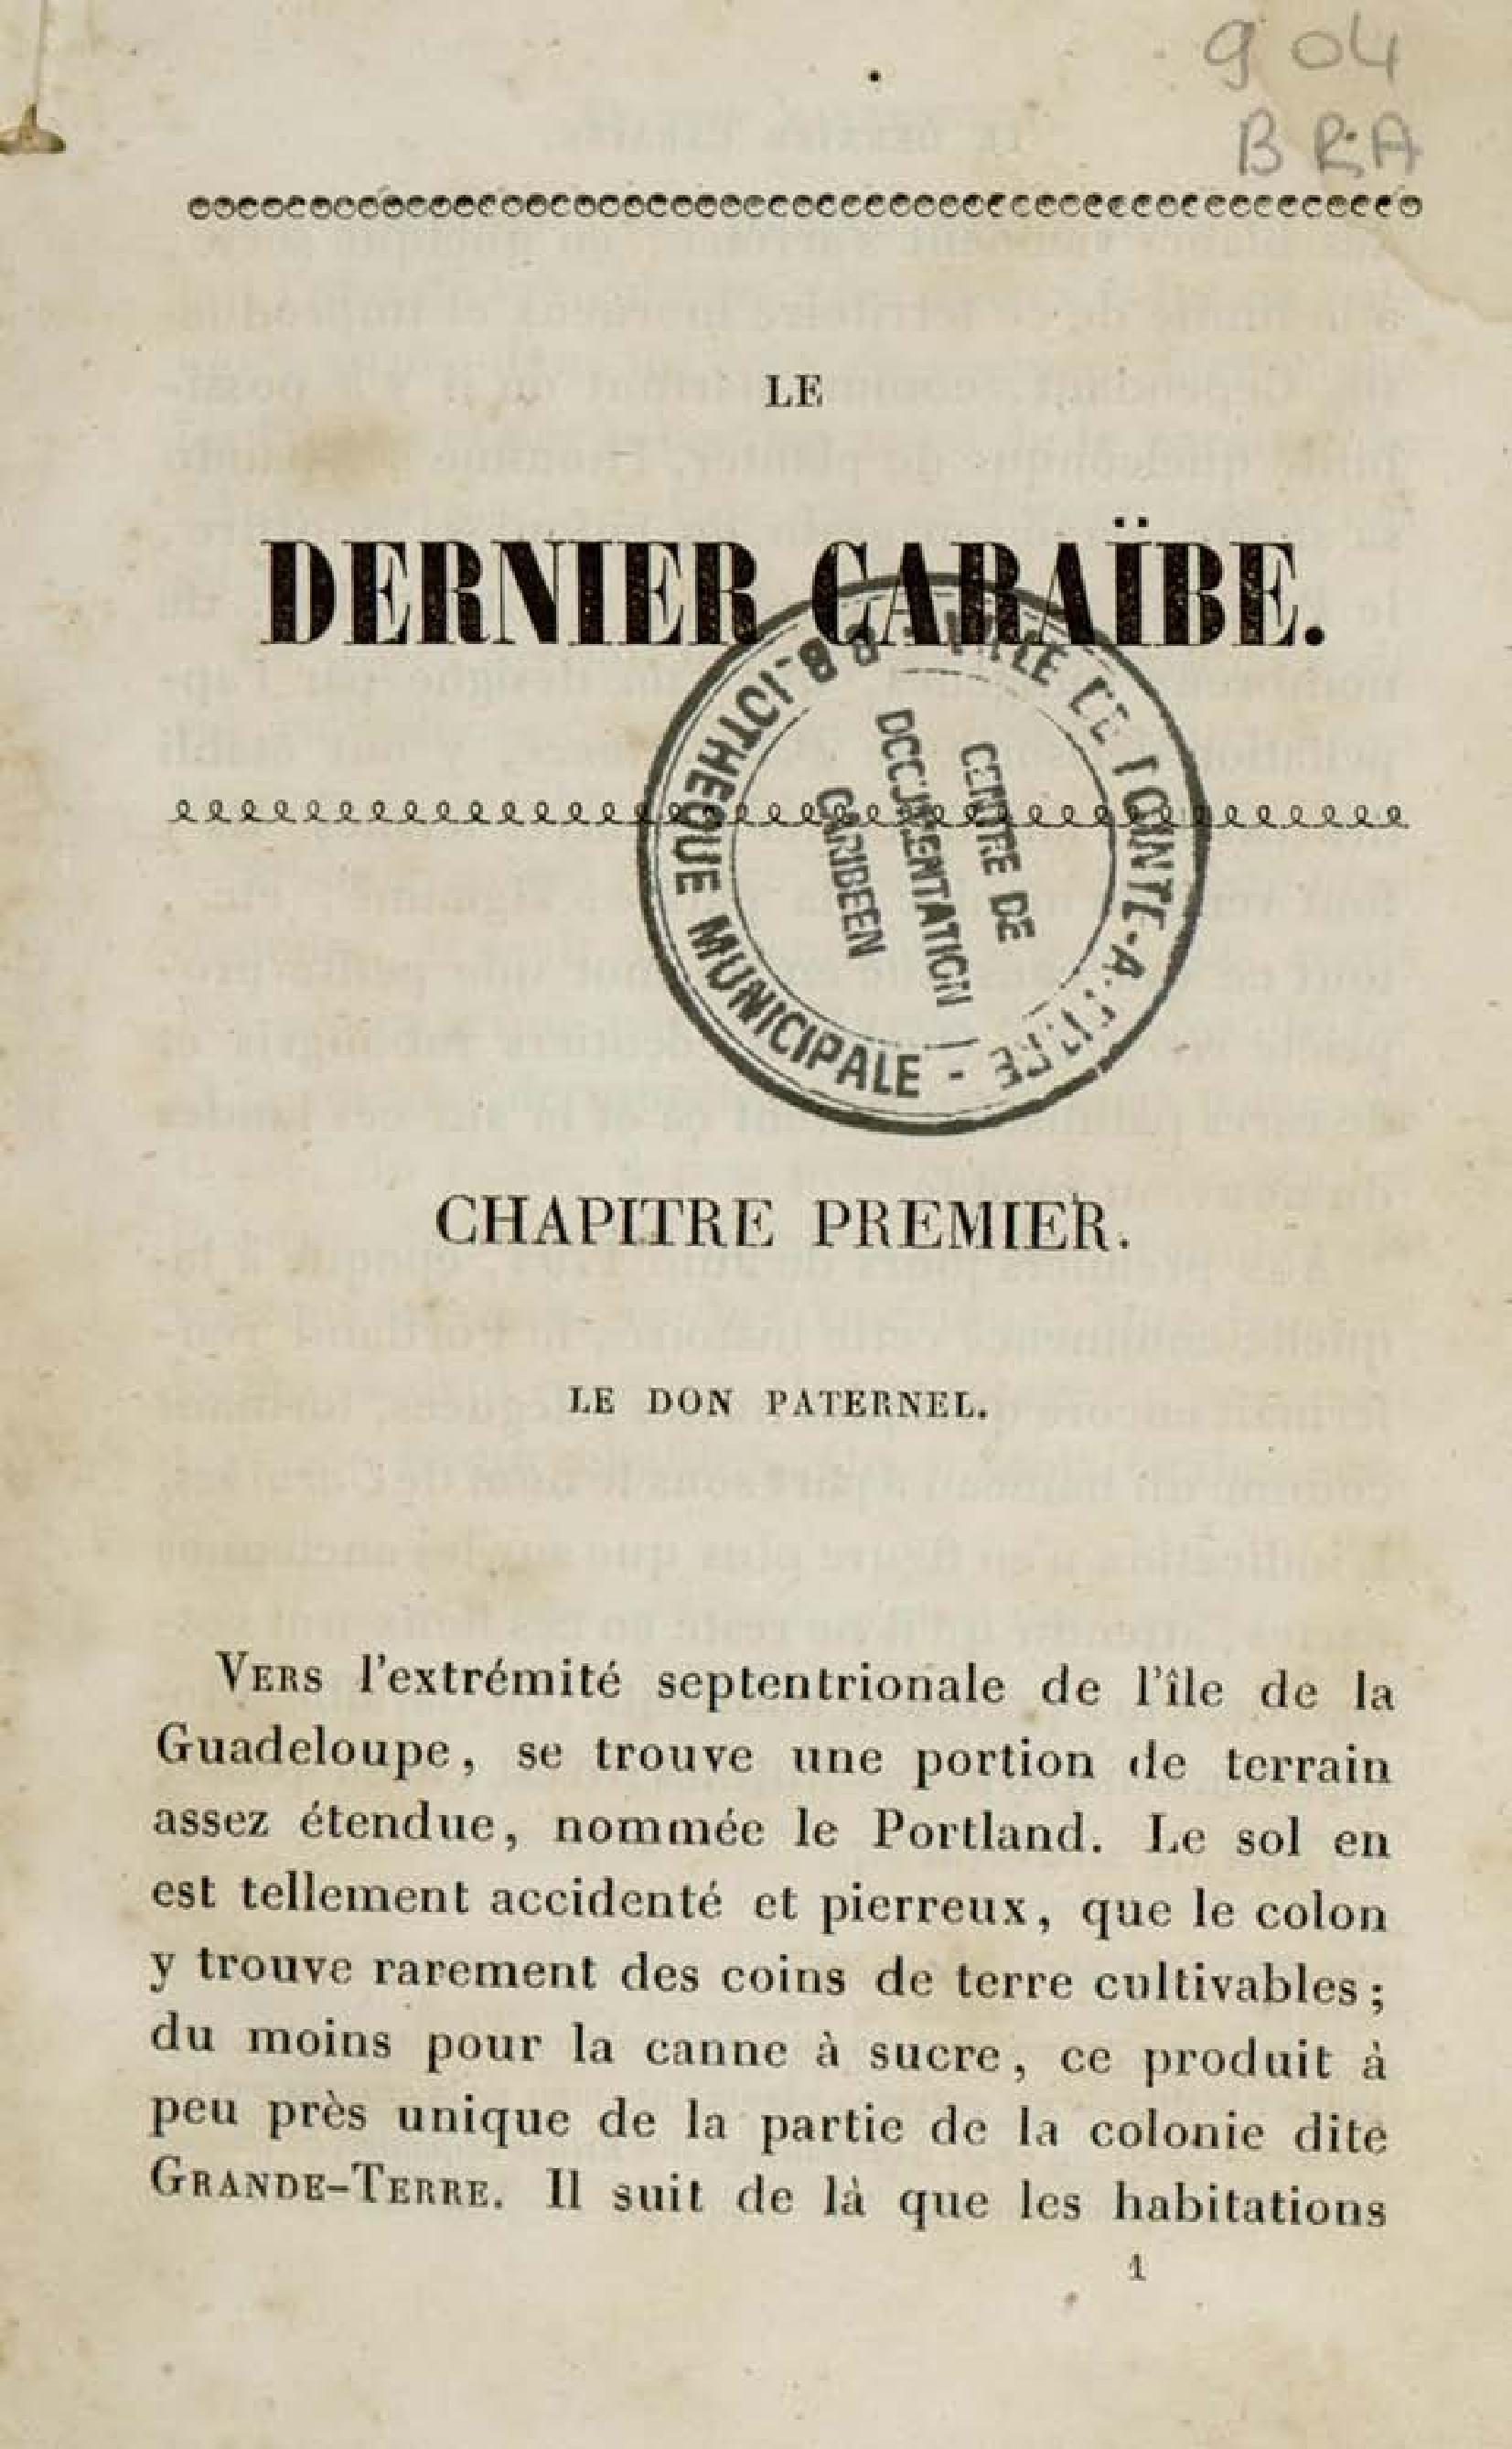 904
BRA
LE
DERNIER CARAÏBE.
BIBLIOTHEQUE MUNICIPALE - VILLE DE POINTE-A-PITRE
CENTRE DE
DOCUMENTATION
CARIBEEN
CHAPITRE PREMIER.
LE DON PATERNEL.
VERS l'extrémité septentrionale de l'île de la
Guadeloupe, se trouve une portion de terrain
assez étendue, nommée le Portland. Le sol en
est tellement accidenté et pierreux, que le colon
y trouve rarement des coins de terre cultivables;
du moins pour la canne à sucre, ce produit à
peu près unique de la partie de la colonie dite
GRANDE-TERRE. Il suit de là que les habitations
1